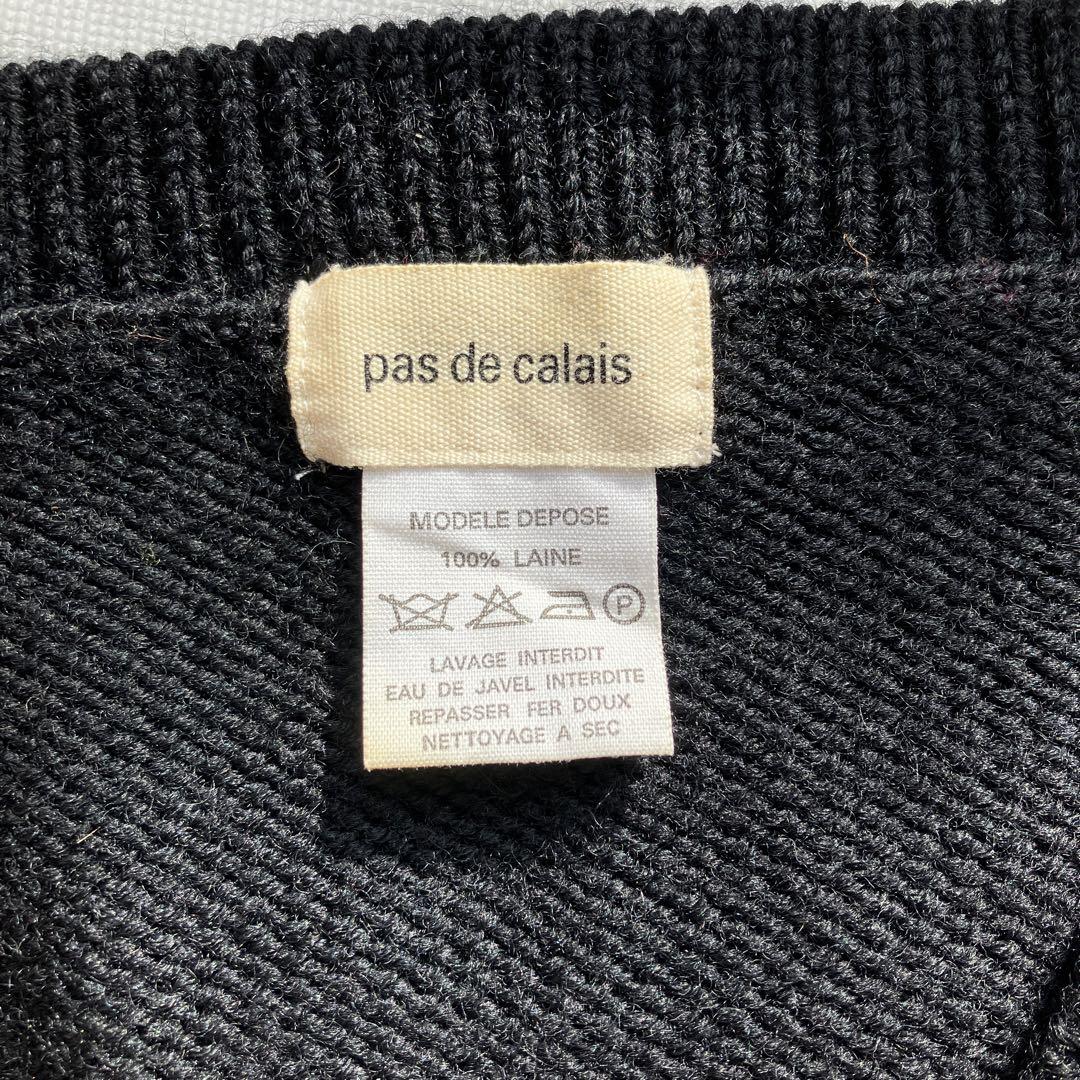 pas de calais
MODELE DEPOSE
100% LAINE
P
LAVAGE INTERDIT
EAU DE JAVEL INTERDITE
REPASSER FER DOUX
NETTOYAGE A SEC